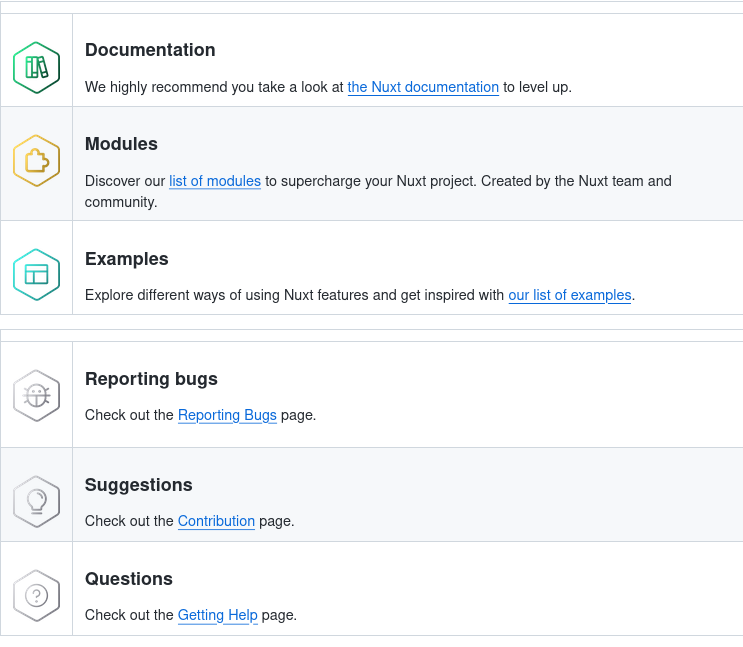 Documentation
We highly recommend you take a look at the Nuxt documentation to level up.
Modules
Discover our list of modules to supercharge your Nuxt project. Created by the Nuxt team and
community.
Examples
Explore different ways of using Nuxt features and get inspired with our list of examples.
Reporting bugs
Check out the Reporting Bugs page.
Suggestions
Check out the Contribution page.
Questions
Check out the Getting Help page.